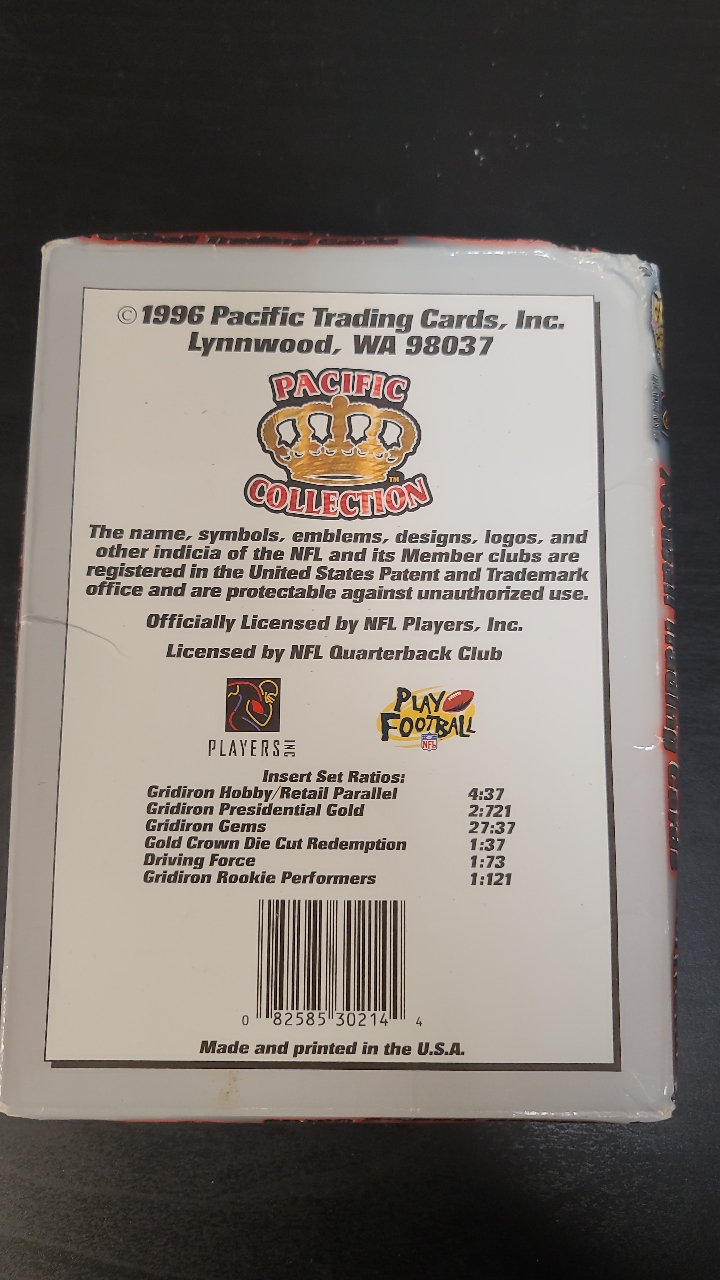 ©1996 Pacific Trading Cards, Inc.
Lynnwood, WA 98037
PACIFIC
COLLECTION™
The name, symbols, emblems, designs, logos, and
other indicia of the NFL and its Member clubs are
registered in the United States Patent and Trademark
office and are protectable against unauthorized use.
Officially Licensed by NFL Players, Inc.
Licensed by NFL Quarterback Club
PLAYERS INC
PLAY
FOOTBALL
NFL
Insert Set Ratios:
Gridiron Hobby/Retail Parallel 4:37
Gridiron Presidential Gold 2:721
Gridiron Gems 27:37
Gold Crown Die Cut Redemption 1:37
Driving Force 1:73
Gridiron Rookie Performers 1:121
0 82585 30214 4
Made and printed in the U.S.A.